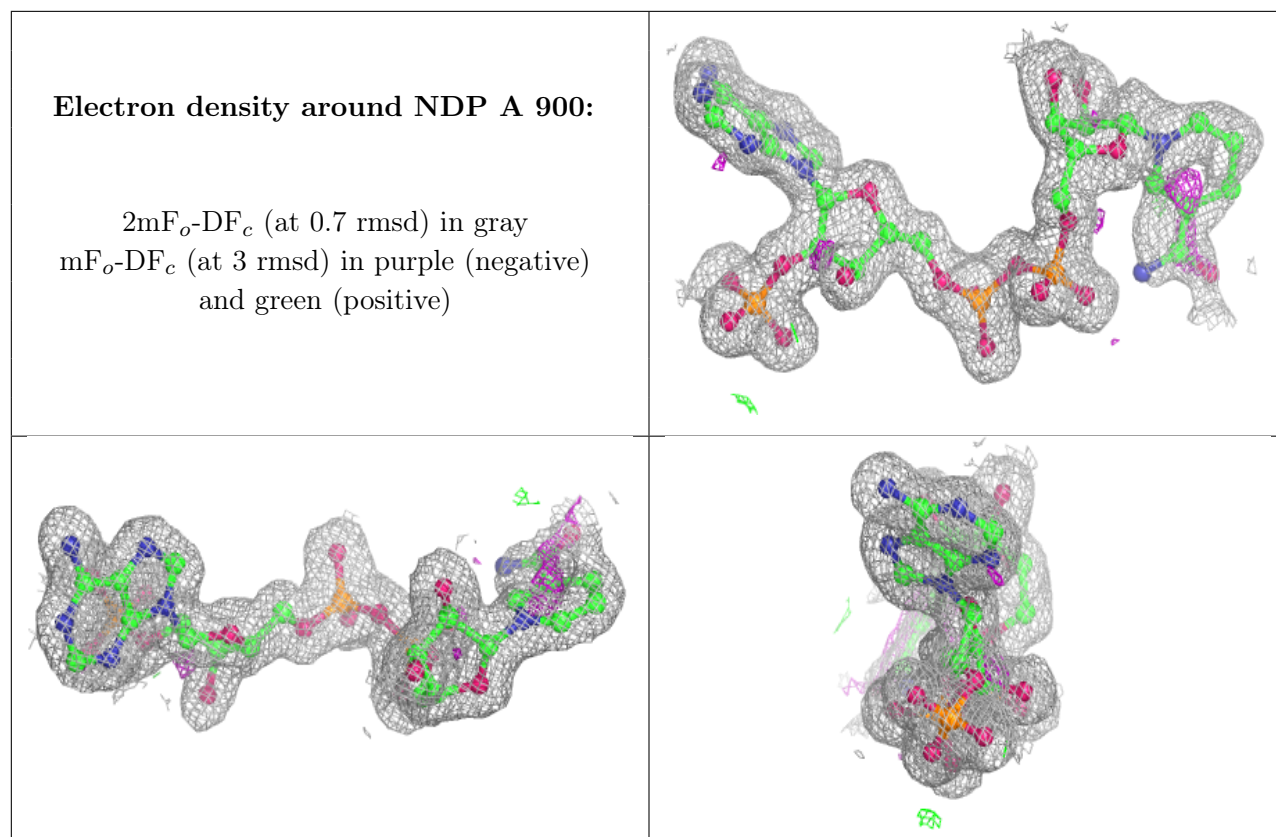 Electron density around NDP A 900:
2mFₒ-DF𝒸 (at 0.7 rmsd) in gray
mFₒ-DF𝒸 (at 3 rmsd) in purple (negative)
and green (positive)